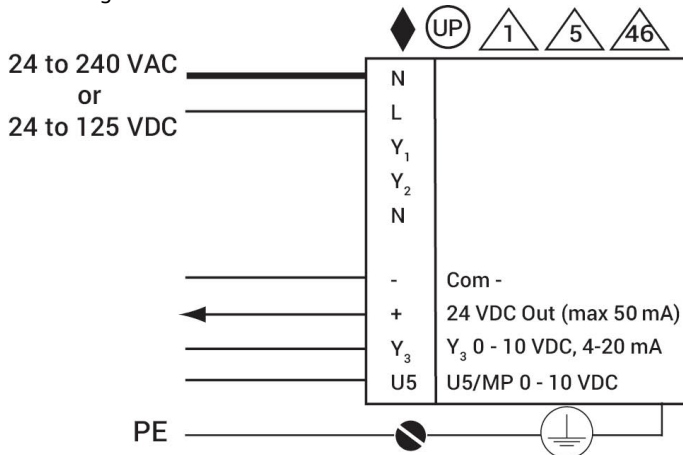 UP 1 5 46
24 to 240 VAC
or
24 to 125 VDC
N
L
Y1
Y2
N
- Com -
+ 24 VDC Out (max 50 mA)
Y3 Y3 0 - 10 VDC, 4-20 mA
U5 U5/MP 0 - 10 VDC
PE